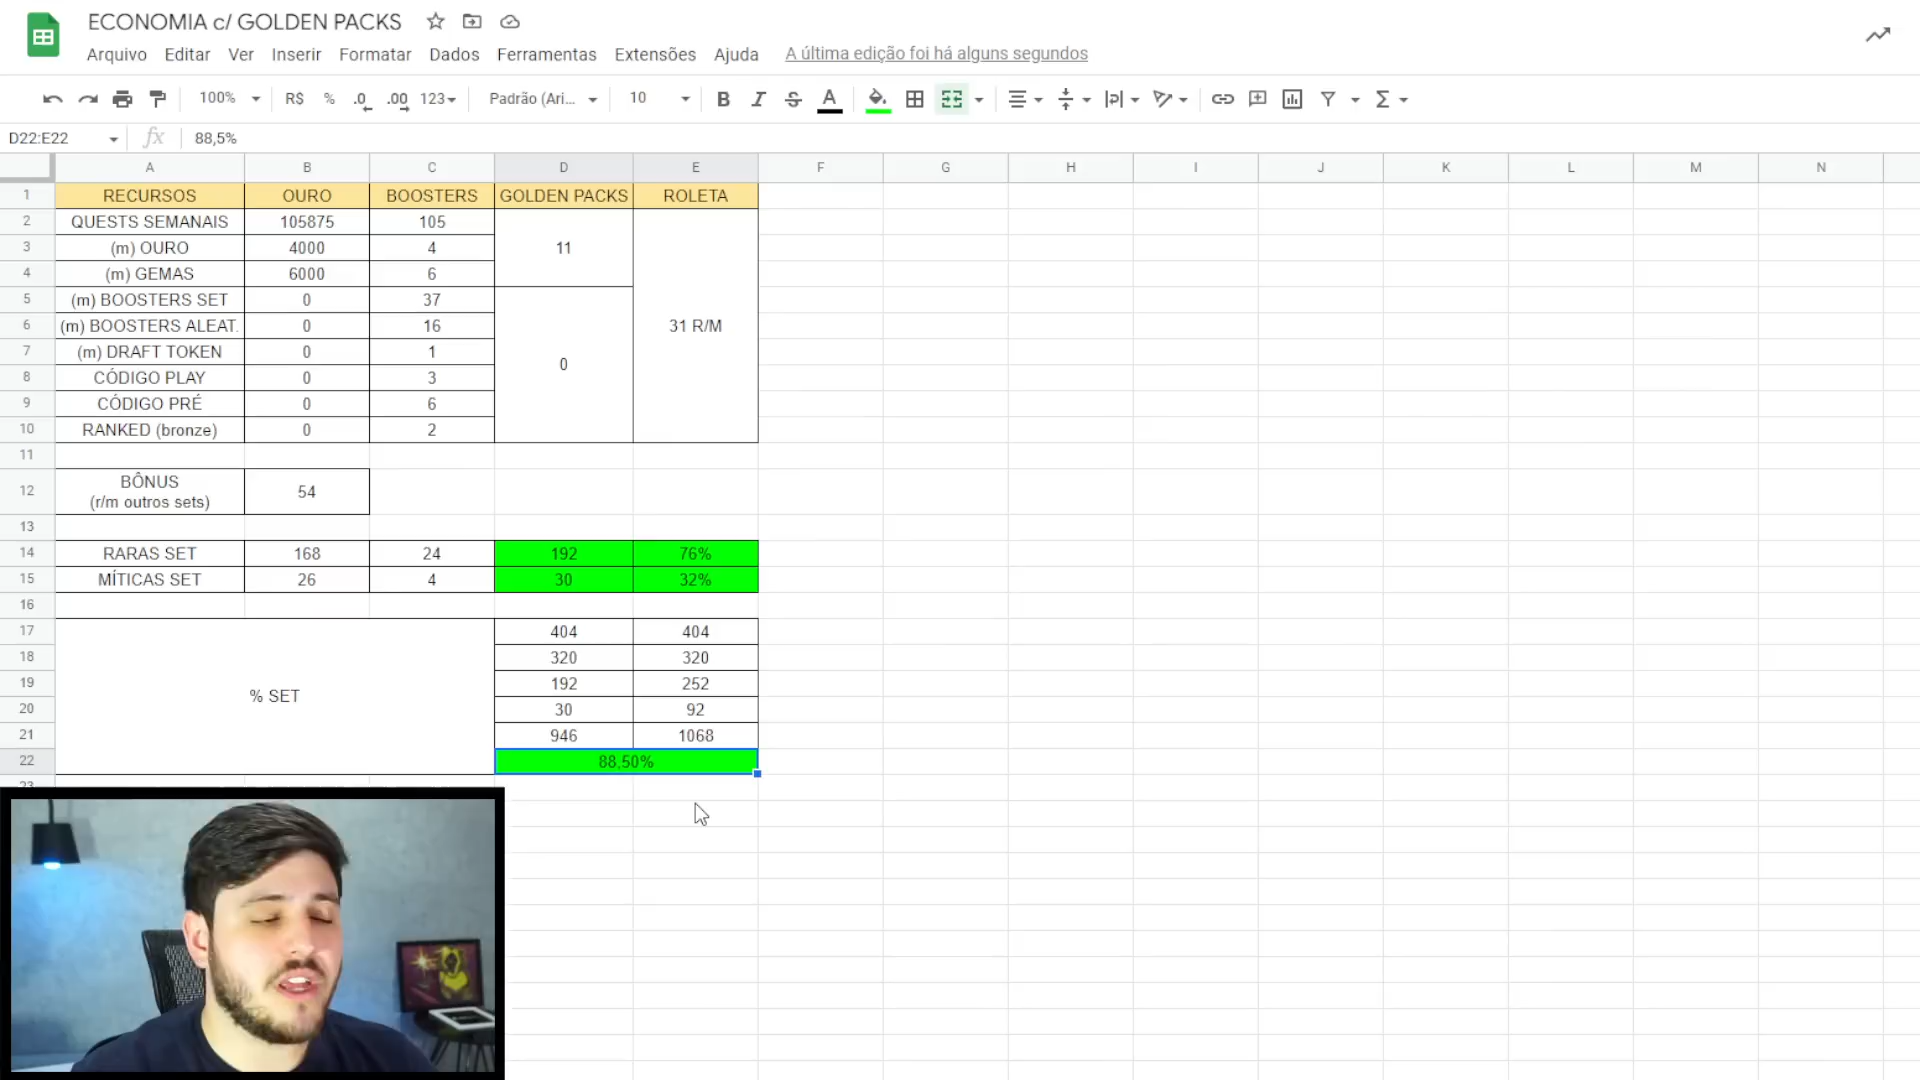 ECONOMIA c/ GOLDEN PACKS
Arquivo Editar Ver Inserir Formatar Dados Ferramentas Extensões Ajuda A última edição foi há alguns segundos
100% R$ % .0 .00 123 Padrão (Ari... 10 B I S A
D22:E22 fx 88,5%
A B C D E F G H I J K L M N
1 RECURSOS OURO BOOSTERS GOLDEN PACKS ROLETA
2 QUESTS SEMANAIS 105875 105
3 (m) OURO 4000 4 11
4 (m) GEMAS 6000 6
5 (m) BOOSTERS SET 0 37
6 (m) BOOSTERS ALEAT. 0 16 31 R/M
7 (m) DRAFT TOKEN 0 1 0
8 CÓDIGO PLAY 0 3
9 CÓDIGO PRÉ 0 6
10 RANKED (bronze) 0 2
11
12 BÔNUS 54
(r/m outros sets)
13
14 RARAS SET 168 24 192 76%
15 MÍTICAS SET 26 4 30 32%
16
17 404 404
18 320 320
19 % SET 192 252
20 30 92
21 946 1068
22 88,50%
23